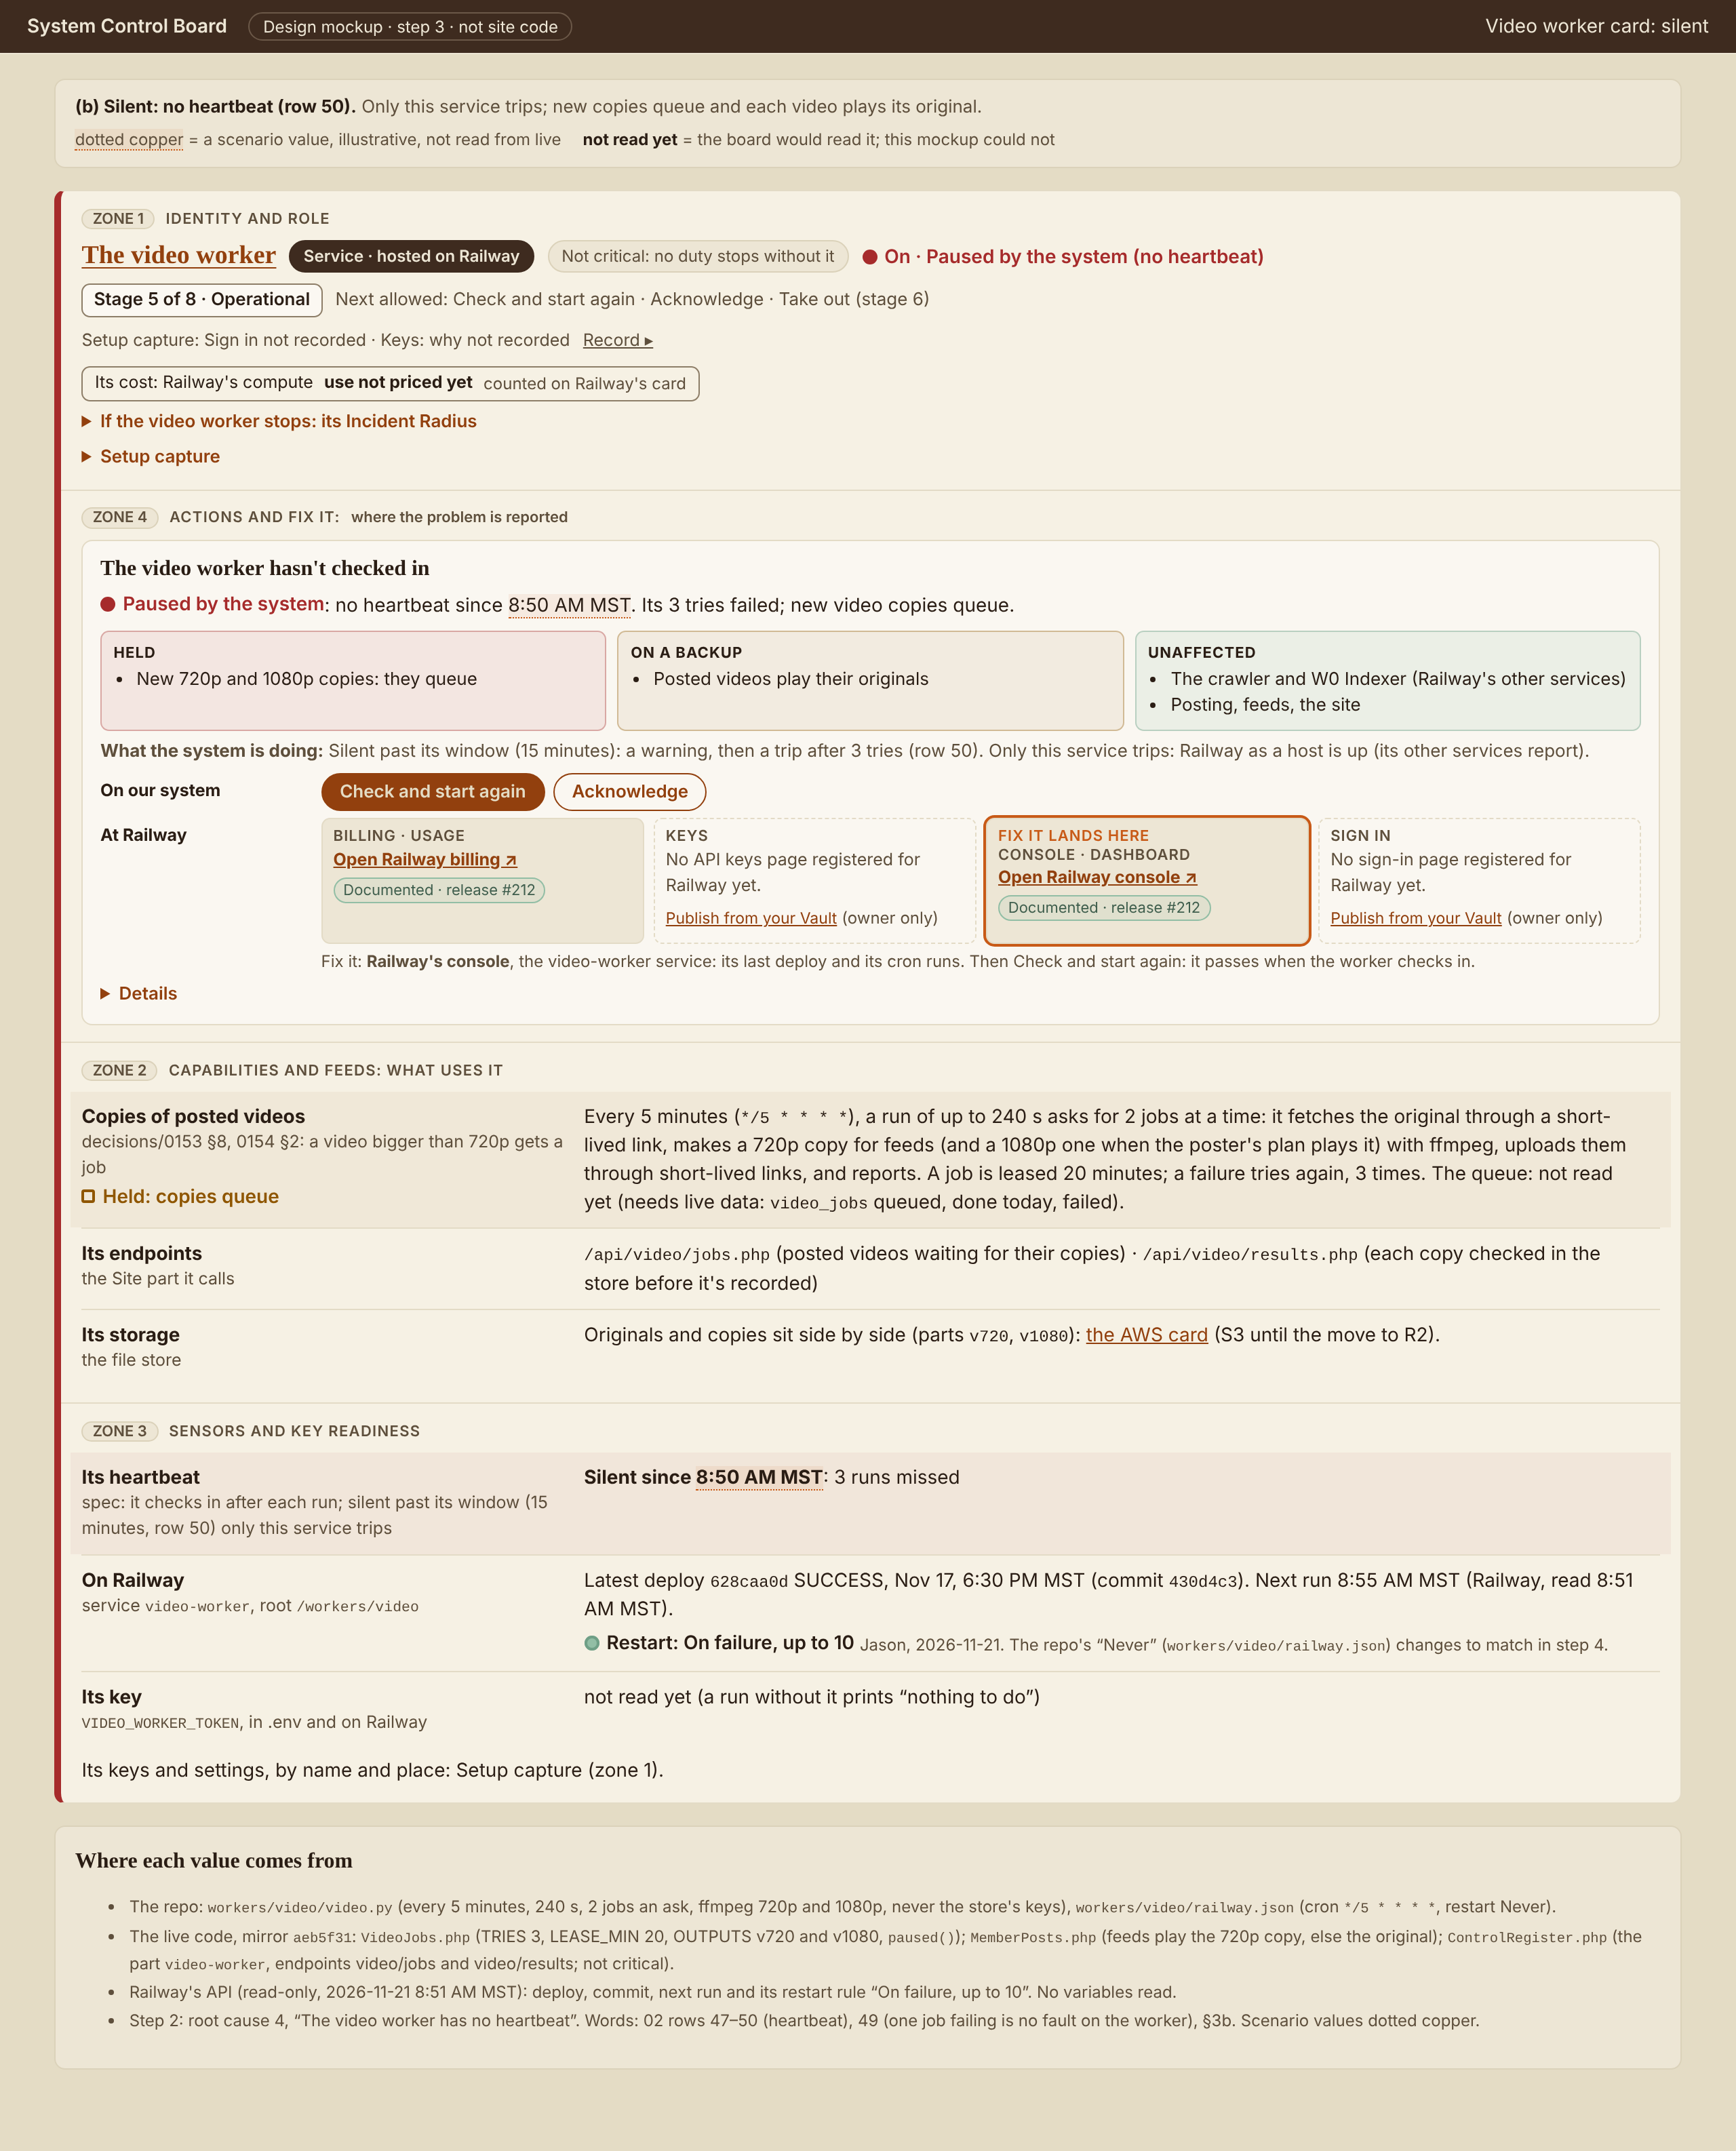 System Control Board
Design mockup · step 3 · not site code
Video worker card: silent
(b) Silent: no heartbeat (row 50). Only this service trips; new copies queue and each video plays its original.
dotted copper = a scenario value, illustrative, not read from live not read yet = the board would read it; this mockup could not
ZONE 1 IDENTITY AND ROLE
The video worker Service · hosted on Railway Not critical: no duty stops without it On · Paused by the system (no heartbeat)
Stage 5 of 8 · Operational Next allowed: Check and start again · Acknowledge · Take out (stage 6)
Setup capture: Sign in not recorded · Keys: why not recorded Record ▸
Its cost: Railway's compute use not priced yet counted on Railway's card
▶ If the video worker stops: its Incident Radius
▶ Setup capture
ZONE 4 ACTIONS AND FIX IT: where the problem is reported
The video worker hasn't checked in
Paused by the system: no heartbeat since 8:50 AM MST. Its 3 tries failed; new video copies queue.
HELD
• New 720p and 1080p copies: they queue
ON A BACKUP
• Posted videos play their originals
UNAFFECTED
• The crawler and W0 Indexer (Railway's other services)
• Posting, feeds, the site
What the system is doing: Silent past its window (15 minutes): a warning, then a trip after 3 tries (row 50). Only this service trips: Railway as a host is up (its other services report).
On our system Check and start again Acknowledge
At Railway
BILLING · USAGE
Open Railway billing ↗
Documented · release #212
KEYS
No API keys page registered for
Railway yet.
Publish from your Vault (owner only)
FIX IT LANDS HERE
CONSOLE · DASHBOARD
Open Railway console ↗
Documented · release #212
SIGN IN
No sign-in page registered for
Railway yet.
Publish from your Vault (owner only)
Fix it: Railway's console, the video-worker service: its last deploy and its cron runs. Then Check and start again: it passes when the worker checks in.
▶ Details
ZONE 2 CAPABILITIES AND FEEDS: WHAT USES IT
Copies of posted videos
decisions/0153 §8, 0154 §2: a video bigger than 720p gets a
job
Held: copies queue
Every 5 minutes (*/5 * * * *), a run of up to 240 s asks for 2 jobs at a time: it fetches the original through a short-
lived link, makes a 720p copy for feeds (and a 1080p one when the poster's plan plays it) with ffmpeg, uploads them
through short-lived links, and reports. A job is leased 20 minutes; a failure tries again, 3 times. The queue: not read
yet (needs live data: video_jobs queued, done today, failed).
Its endpoints
the Site part it calls
/api/video/jobs.php (posted videos waiting for their copies) · /api/video/results.php (each copy checked in the
store before it's recorded)
Its storage
the file store
Originals and copies sit side by side (parts v720, v1080): the AWS card (S3 until the move to R2).
ZONE 3 SENSORS AND KEY READINESS
Its heartbeat
spec: it checks in after each run; silent past its window (15
minutes, row 50) only this service trips
Silent since 8:50 AM MST: 3 runs missed
On Railway
service video-worker, root /workers/video
Latest deploy 628caa0d SUCCESS, Nov 17, 6:30 PM MST (commit 430d4c3). Next run 8:55 AM MST (Railway, read 8:51
AM MST).
Restart: On failure, up to 10 Jason, 2026-11-21. The repo's “Never” (workers/video/railway.json) changes to match in step 4.
Its key
VIDEO_WORKER_TOKEN, in .env and on Railway
not read yet (a run without it prints “nothing to do”)
Its keys and settings, by name and place: Setup capture (zone 1).
Where each value comes from
• The repo: workers/video/video.py (every 5 minutes, 240 s, 2 jobs an ask, ffmpeg 720p and 1080p, never the store's keys), workers/video/railway.json (cron */5 * * * *, restart Never).
• The live code, mirror aeb5f31: VideoJobs.php (TRIES 3, LEASE_MIN 20, OUTPUTS v720 and v1080, paused()); MemberPosts.php (feeds play the 720p copy, else the original); ControlRegister.php (the
part video-worker, endpoints video/jobs and video/results; not critical).
• Railway's API (read-only, 2026-11-21 8:51 AM MST): deploy, commit, next run and its restart rule “On failure, up to 10”. No variables read.
• Step 2: root cause 4, “The video worker has no heartbeat”. Words: 02 rows 47–50 (heartbeat), 49 (one job failing is no fault on the worker), §3b. Scenario values dotted copper.